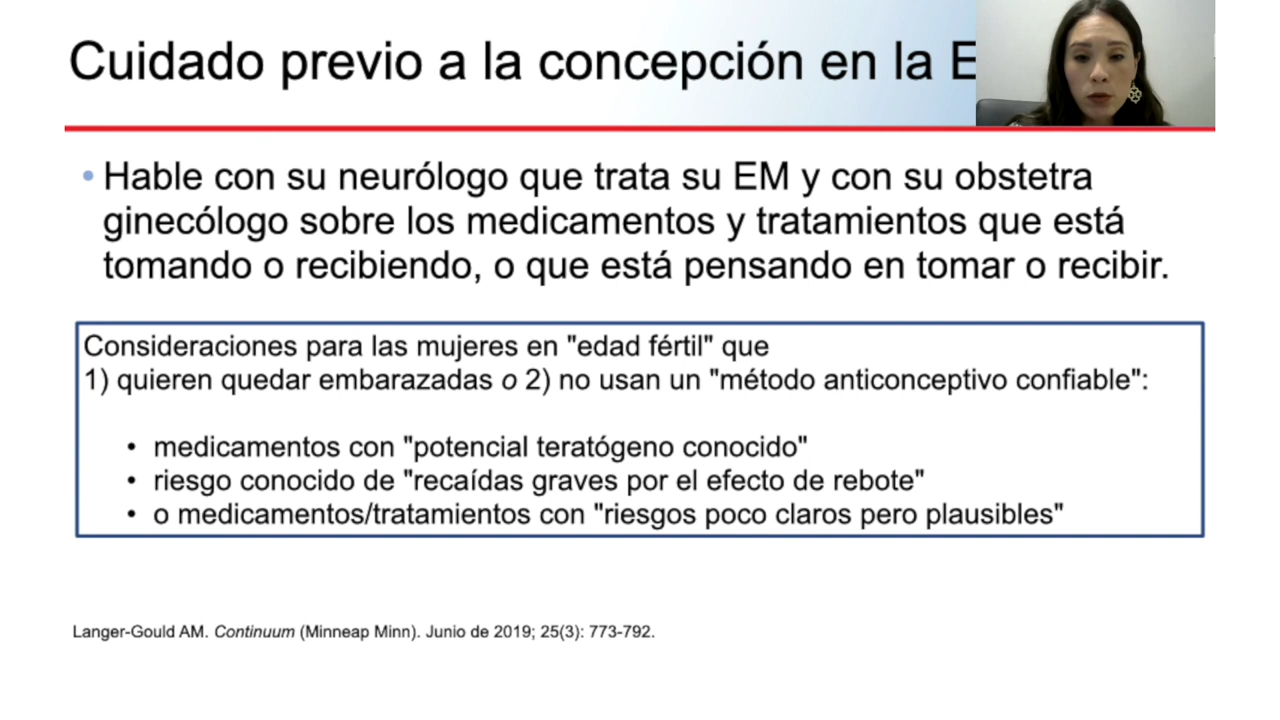 Cuidado previo a la concepción en la E
• Hable con su neurólogo que trata su EM y con su obstetra
ginecólogo sobre los medicamentos y tratamientos que está
tomando o recibiendo, o que está pensando en tomar o recibir.
Consideraciones para las mujeres en "edad fértil" que
1) quieren quedar embarazadas o 2) no usan un "método anticonceptivo confiable":
• medicamentos con "potencial teratógeno conocido"
• riesgo conocido de "recaídas graves por el efecto de rebote"
• o medicamentos/tratamientos con "riesgos poco claros pero plausibles"
Langer-Gould AM. Continuum (Minneap Minn). Junio de 2019; 25(3): 773-792.